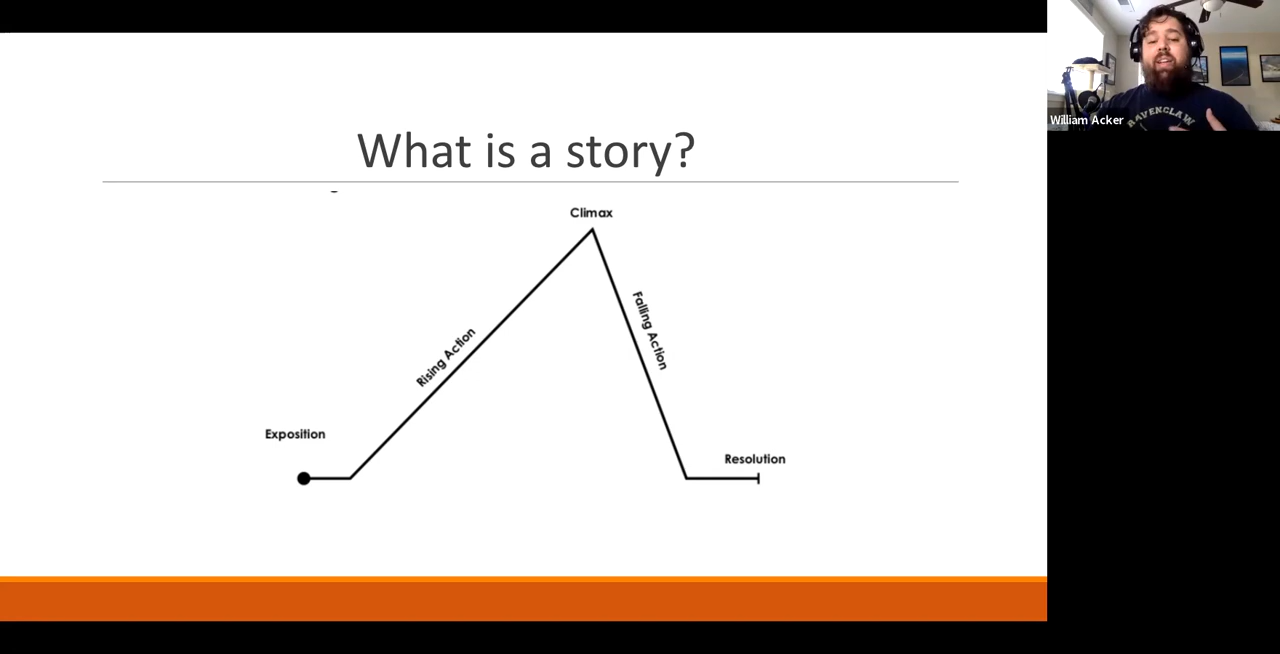 What is a story?
Climax
Rising Action
Falling Action
Exposition
Resolution
William Acker
RAVENCLAW